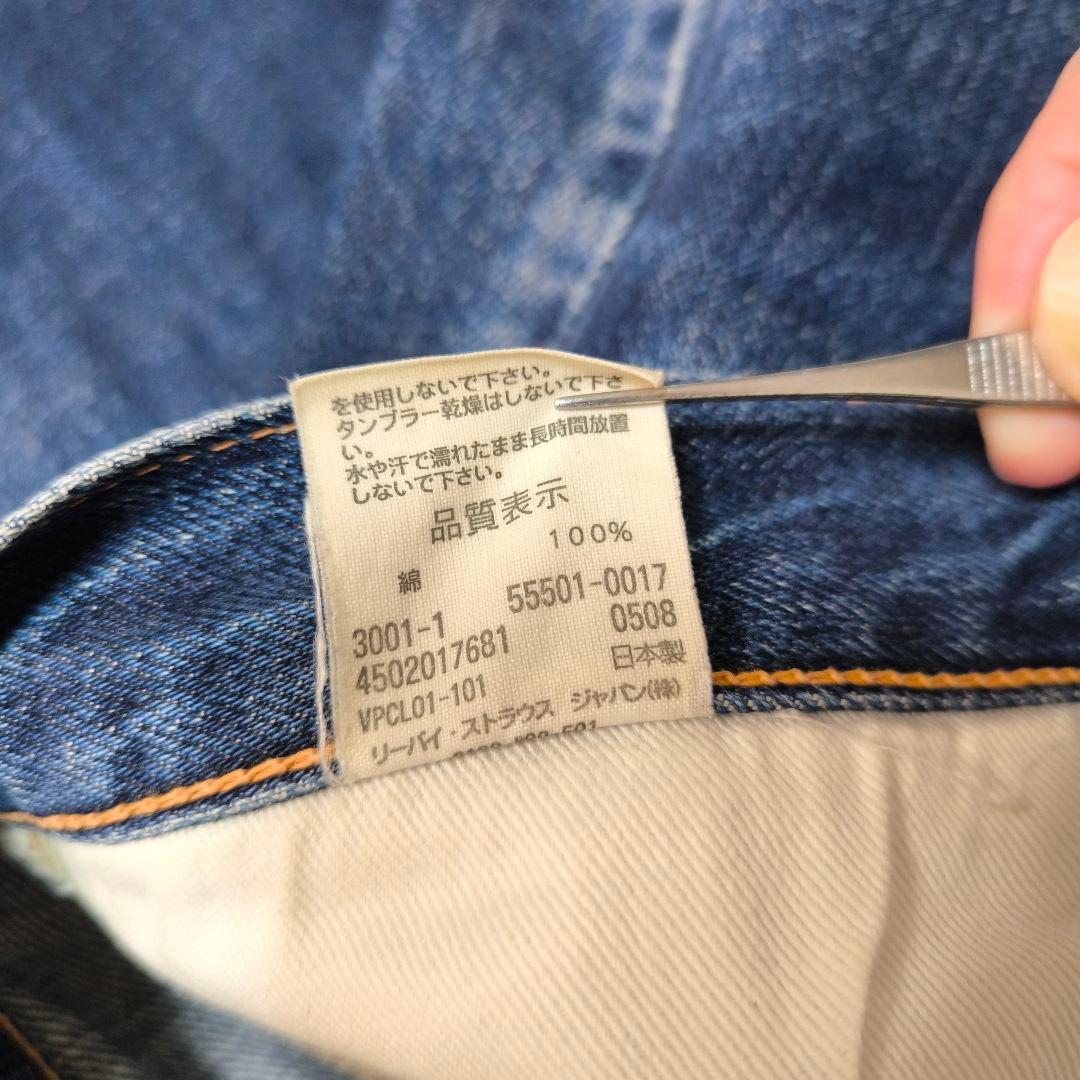 を使用しないで下さい。
タンブラー乾燥はしないで下さ
い。
水や汗で濡れたまま長時間放置
しないで下さい。
品質表示
綿 100%
3001-1 55501-0017
4502017681 0508
VPCL01-101 日本製
リーバイ・ストラウス ジャパン(株)